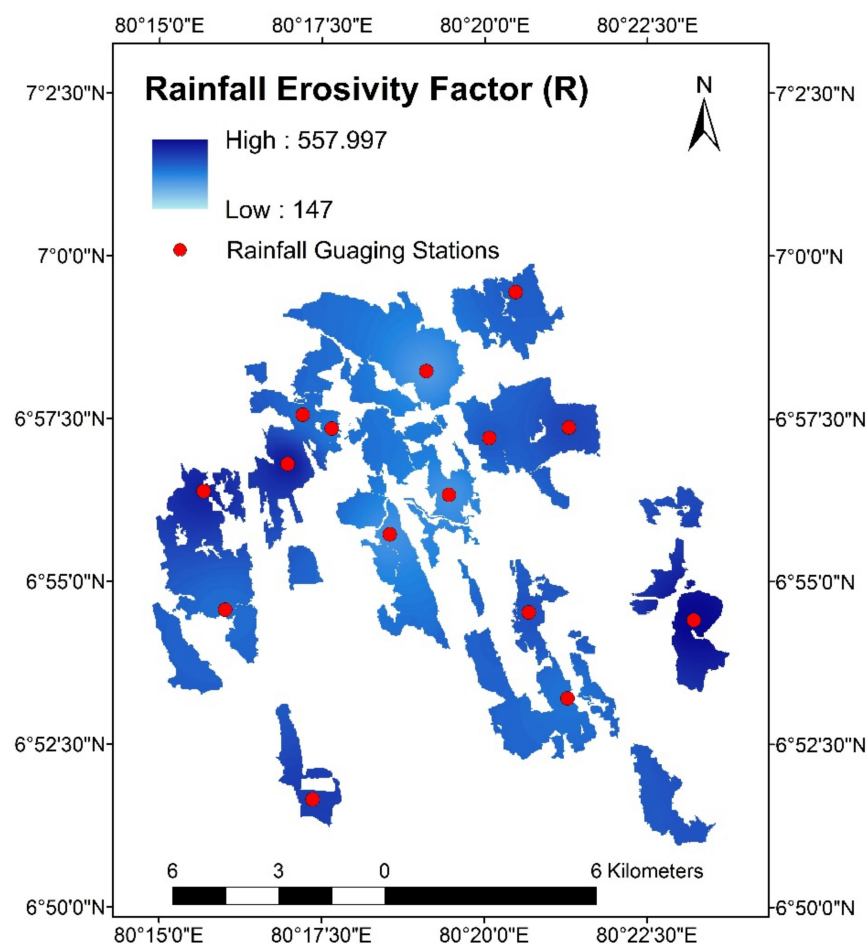 80°15'0"E 80°17'30"E 80°20'0"E 80°22'30"E
7°2'30"N 7°2'30"N
Rainfall Erosivity Factor (R)
N
High : 557.997
Low : 147
Rainfall Guaging Stations
7°0'0"N 7°0'0"N
6°57'30"N 6°57'30"N
6°55'0"N 6°55'0"N
6°52'30"N 6°52'30"N
6 3 0 6 Kilometers
6°50'0"N 6°50'0"N
80°15'0"E 80°17'30"E 80°20'0"E 80°22'30"E